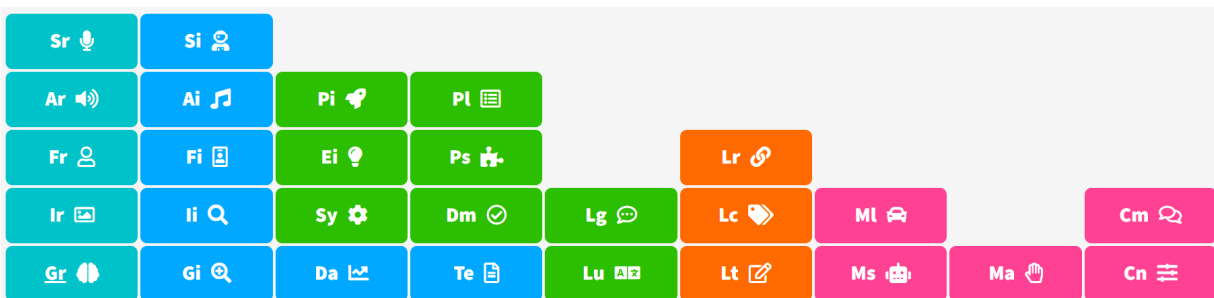 Sr Si
Ar Ai Pi Pl
Fr Fi Ei Ps Lr
Ir Ii Sy Dm Lg Lc Ml Cm
Gr Gi Da Te Lu Lt Ms Ma Cn